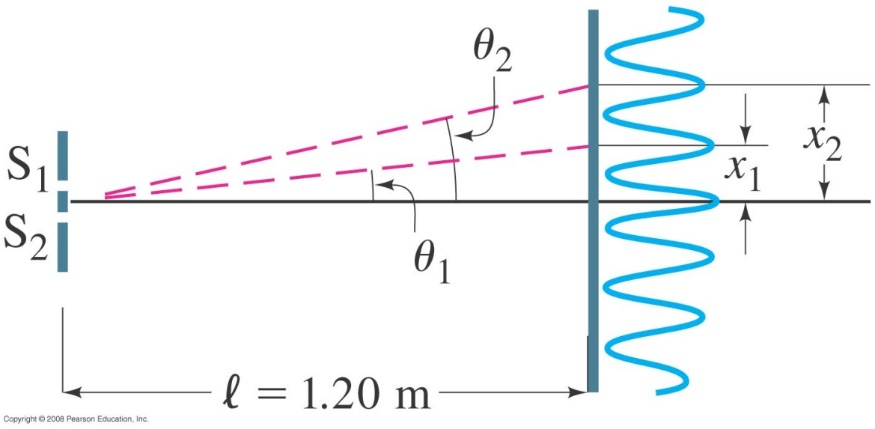 θ₂
S₁
S₂
θ₁
x₁
x₂
ℓ = 1.20 m
Copyright © 2008 Pearson Education, Inc.